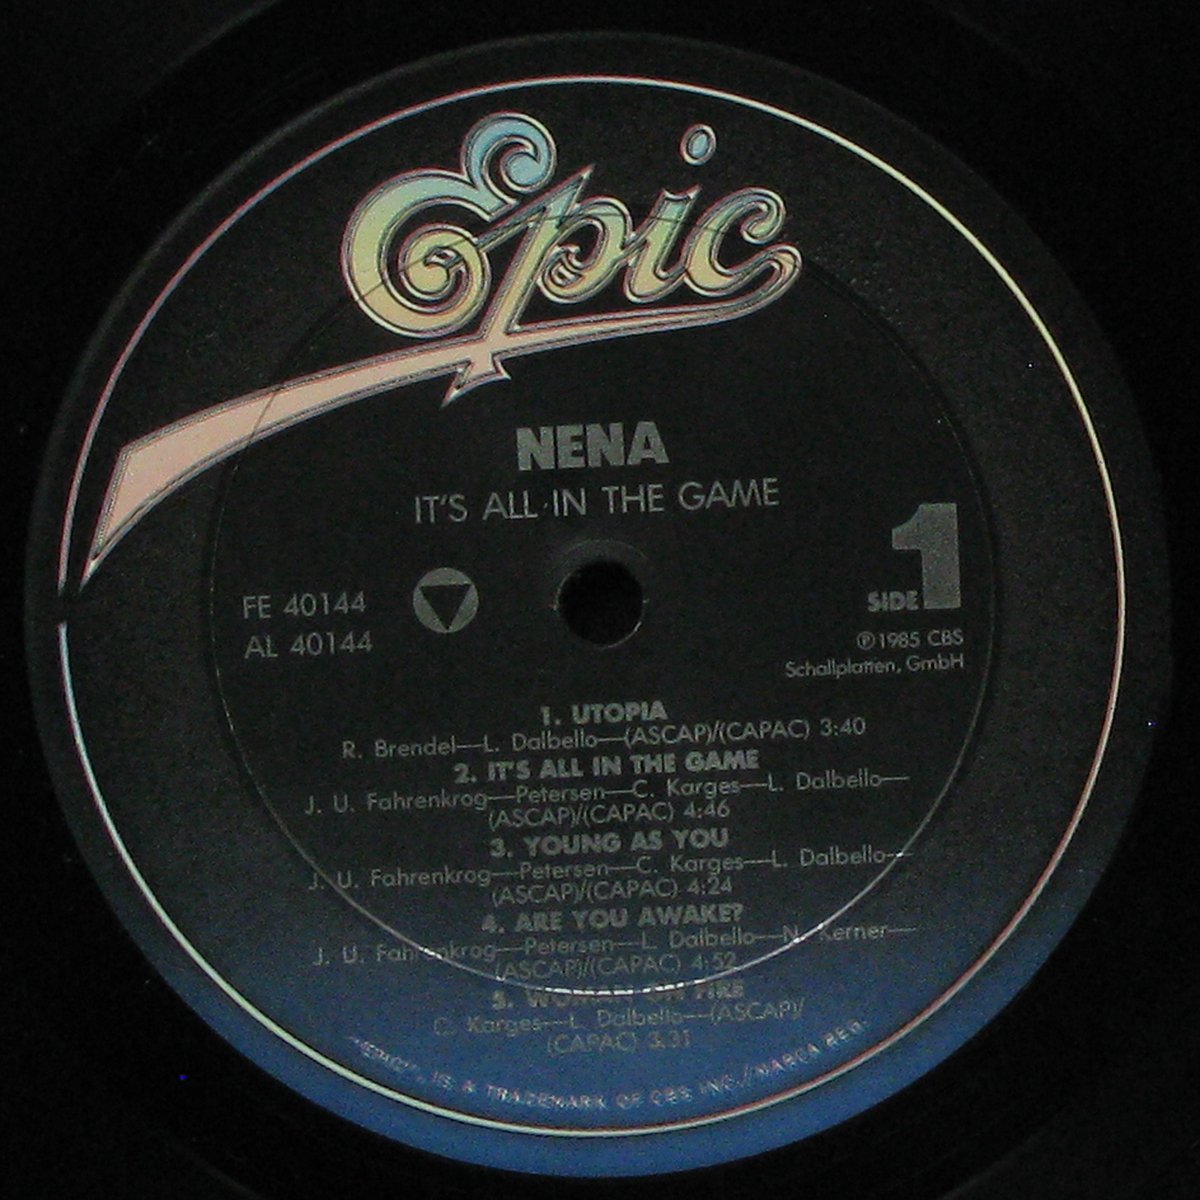 Epic
NENA
IT'S ALL IN THE GAME
FE 40144
AL 40144
SIDE 1
℗1985 CBS
Schallplatten, GmbH
1. UTOPIA
R. Brendel—L. Dalbello—(ASCAP)/(CAPAC) 3:40
2. IT'S ALL IN THE GAME
J. U. Fahrenkrog—Petersen—C. Karges—L. Dalbello—
(ASCAP)/(CAPAC) 4:46
3. YOUNG AS YOU
J. U. Fahrenkrog—Petersen—C. Karges—L. Dalbello—
(ASCAP)/(CAPAC) 4:24
4. ARE YOU AWAKE?
J. U. Fahrenkrog—Petersen—L. Dalbello—N. Kerner—
(ASCAP)/(CAPAC) 4:52
5. WOMAN ON FIRE
C. Karges—L. Dalbello—(ASCAP)/
(CAPAC) 3:31
"EPIC", IS A TRADEMARK OF CBS INC./MARCA REG.